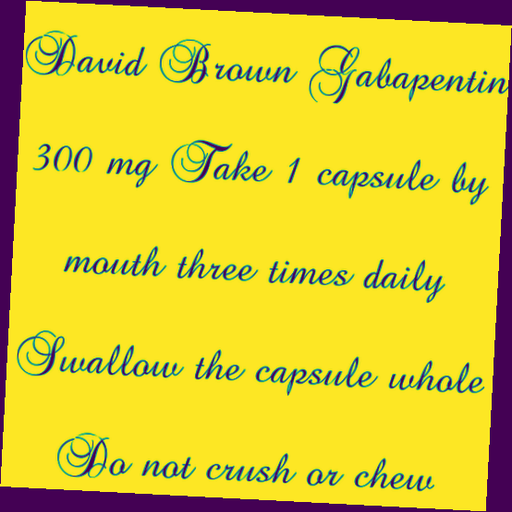 David Brown Gabapentin
300 mg Take 1 capsule by
mouth three times daily
Swallow the capsule whole
Do not crush or chew